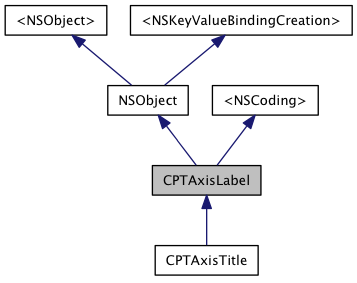 <NSObject>
<NSKeyValueBindingCreation>
NSObject
<NSCoding>
CPTAxisLabel
CPTAxisTitle